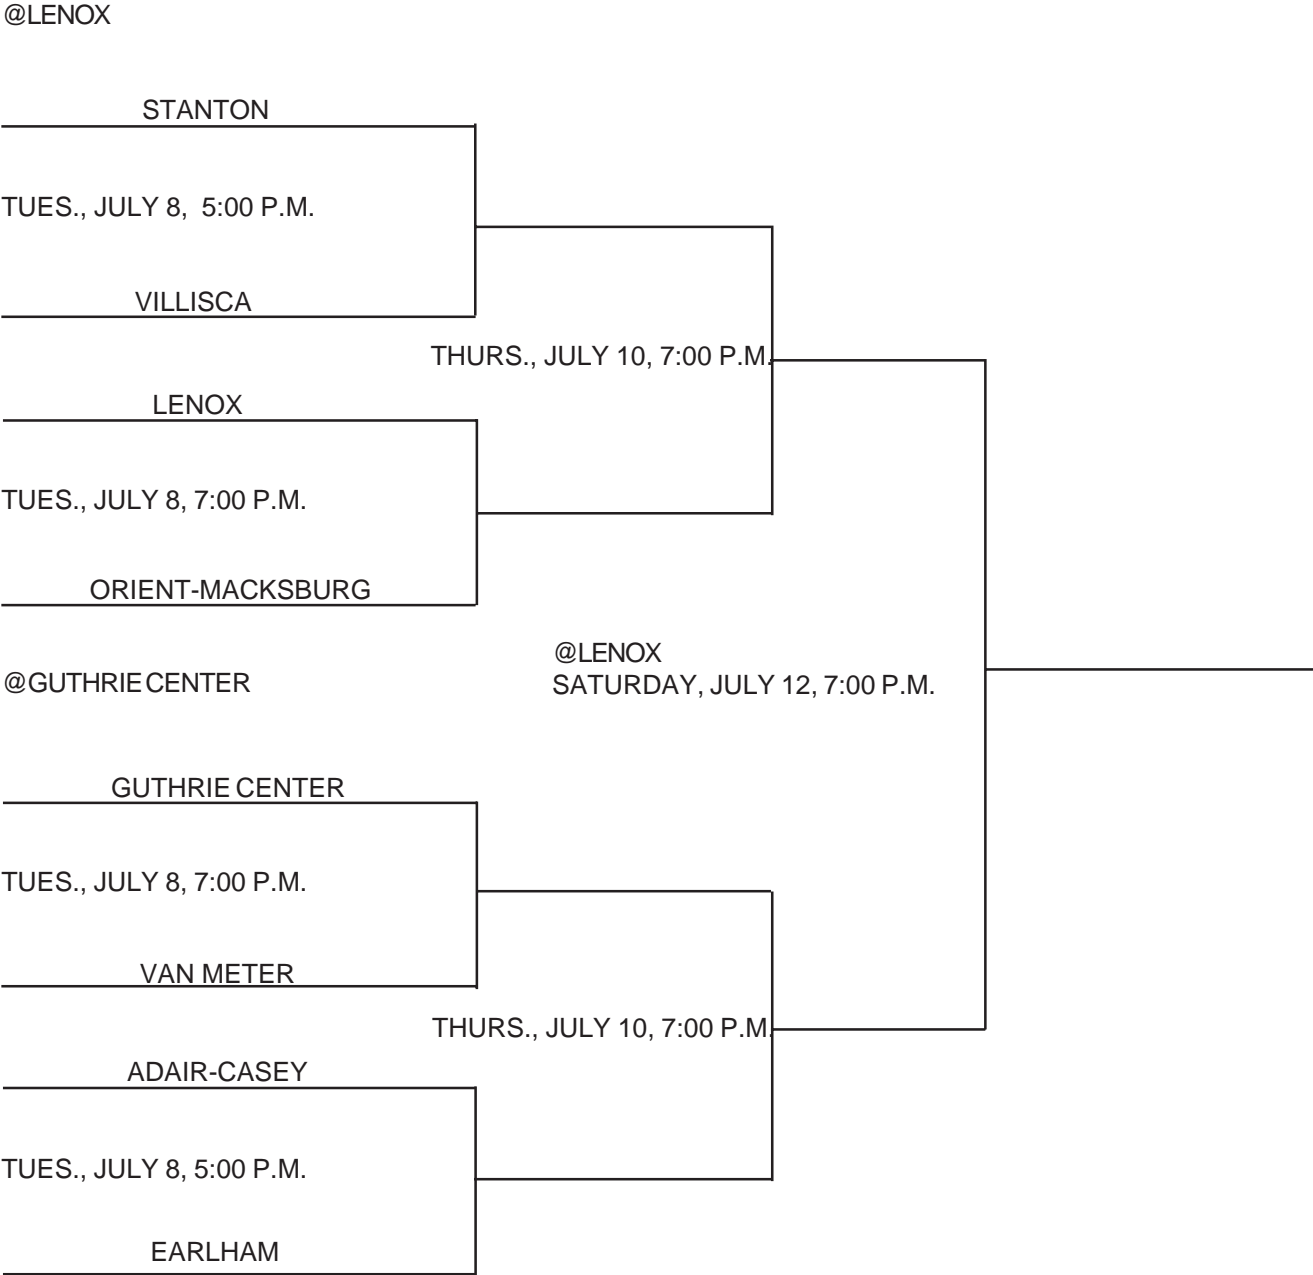 @LENOX
STANTON
TUES., JULY 8, 5:00 P.M.
VILLISCA
THURS., JULY 10, 7:00 P.M.
LENOX
TUES., JULY 8, 7:00 P.M.
ORIENT-MACKSBURG
@LENOX
SATURDAY, JULY 12, 7:00 P.M.
@GUTHRIE CENTER
GUTHRIE CENTER
TUES., JULY 8, 7:00 P.M.
VAN METER
THURS., JULY 10, 7:00 P.M.
ADAIR-CASEY
TUES., JULY 8, 5:00 P.M.
EARLHAM